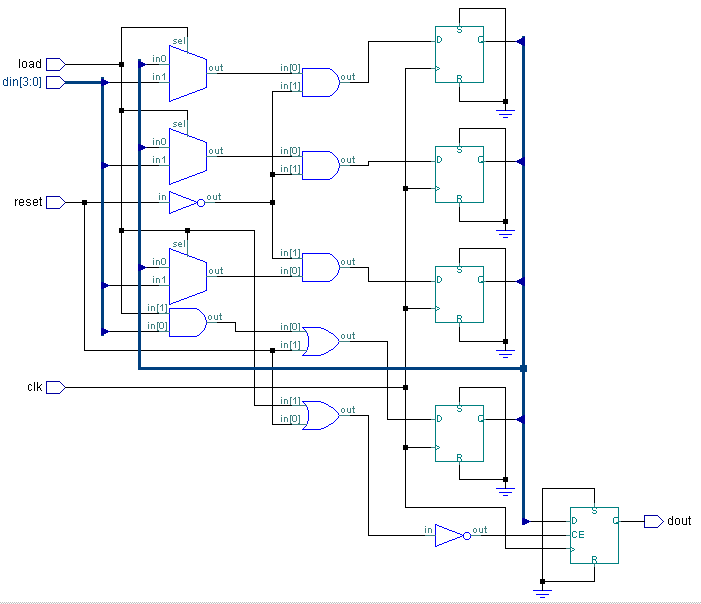 S
D Q
R
sel
load
in0 out
in1
in[0] out
in[1]
din[3:0]
sel
in0 out
in1
in[0] out
in[1]
S
D Q
R
reset
in out
sel
in0 out
in1
in[1] out
in[0]
S
D Q
R
in[1] out
in[0]
in[0] out
in[1]
clk
in[1] out
in[0]
S
D Q
R
in out
S
D Q
CE
R
dout